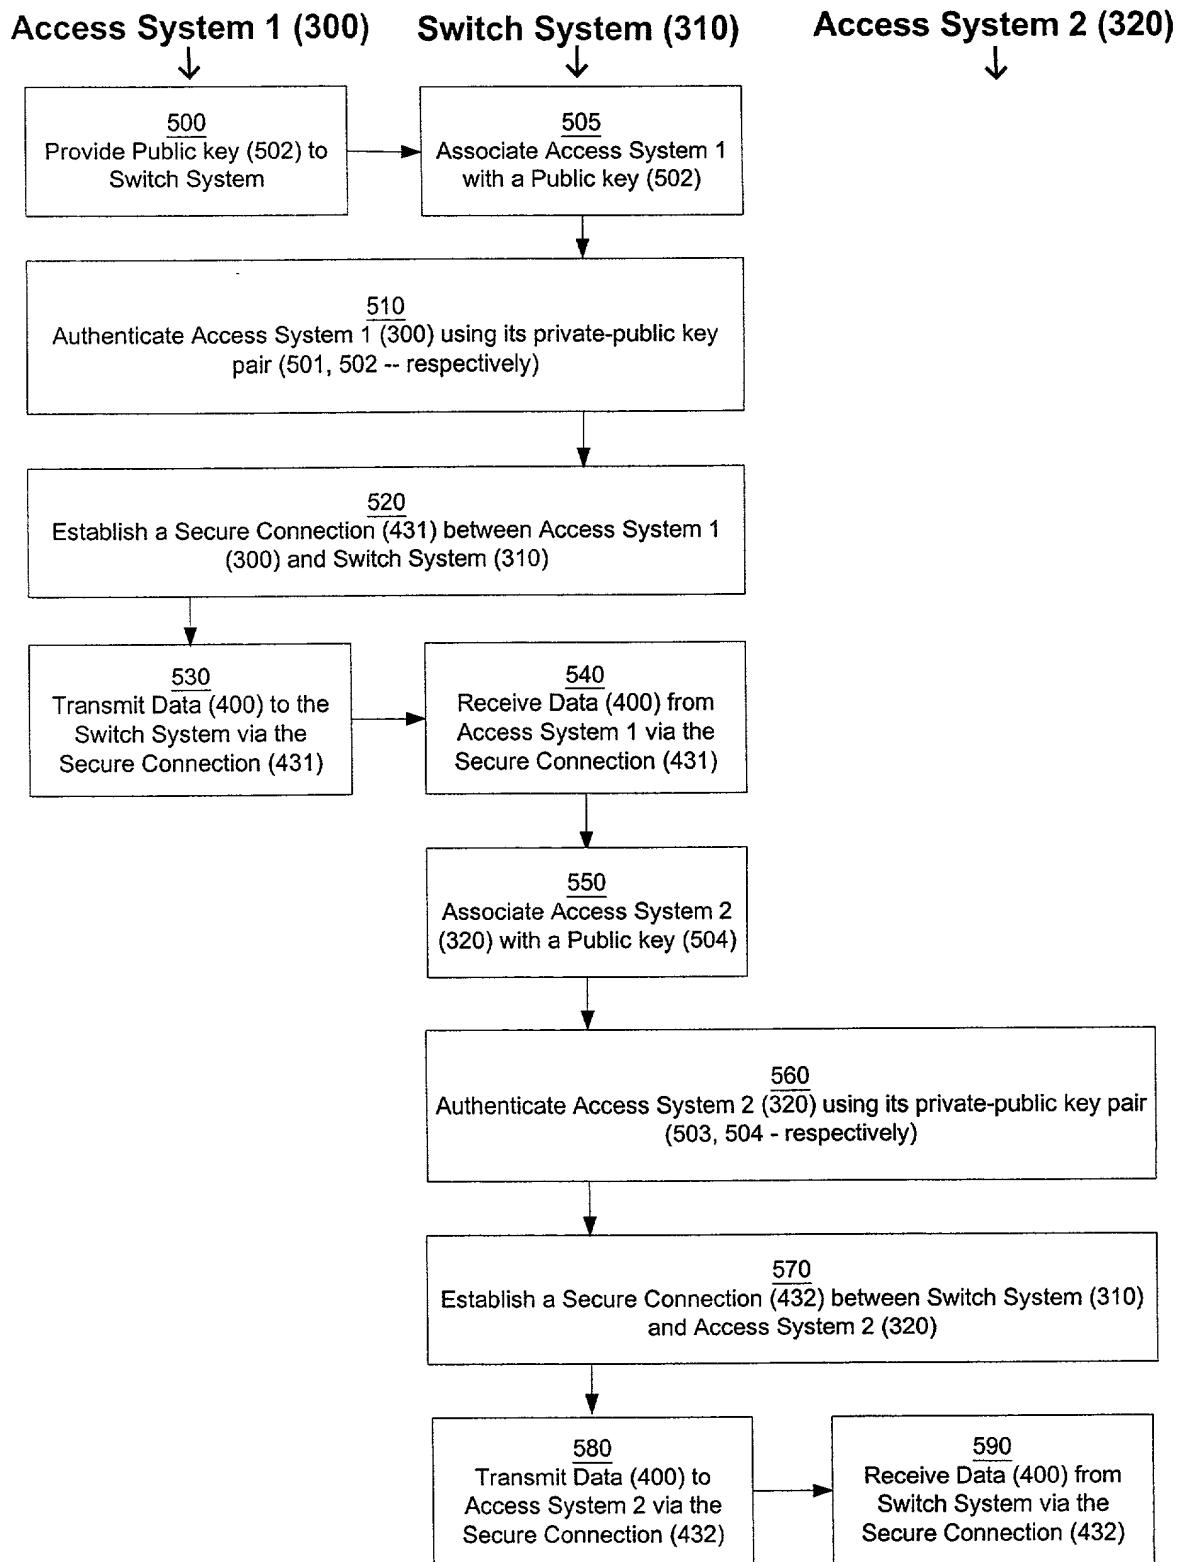 Access System 1 (300)
Switch System (310)
Access System 2 (320)
500
Provide Public key (502) to
Switch System
505
Associate Access System 1
with a Public key (502)
510
Authenticate Access System 1 (300) using its private-public key
pair (501, 502 -- respectively)
520
Establish a Secure Connection (431) between Access System 1
(300) and Switch System (310)
530
Transmit Data (400) to the
Switch System via the
Secure Connection (431)
540
Receive Data (400) from
Access System 1 via the
Secure Connection (431)
550
Associate Access System 2
(320) with a Public key (504)
560
Authenticate Access System 2 (320) using its private-public key pair
(503, 504 - respectively)
570
Establish a Secure Connection (432) between Switch System (310)
and Access System 2 (320)
580
Transmit Data (400) to
Access System 2 via the
Secure Connection (432)
590
Receive Data (400) from
Switch System via the
Secure Connection (432)